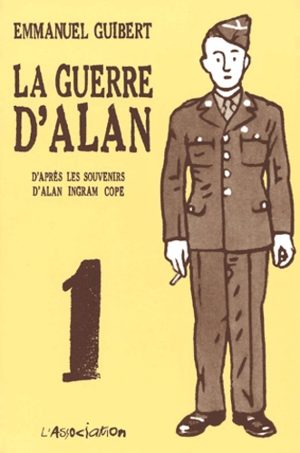 EMMANUEL GUIBERT
LA GUERRE
D'ALAN
D'APRÈS LES SOUVENIRS
D'ALAN INGRAM COPE
1
L'Association